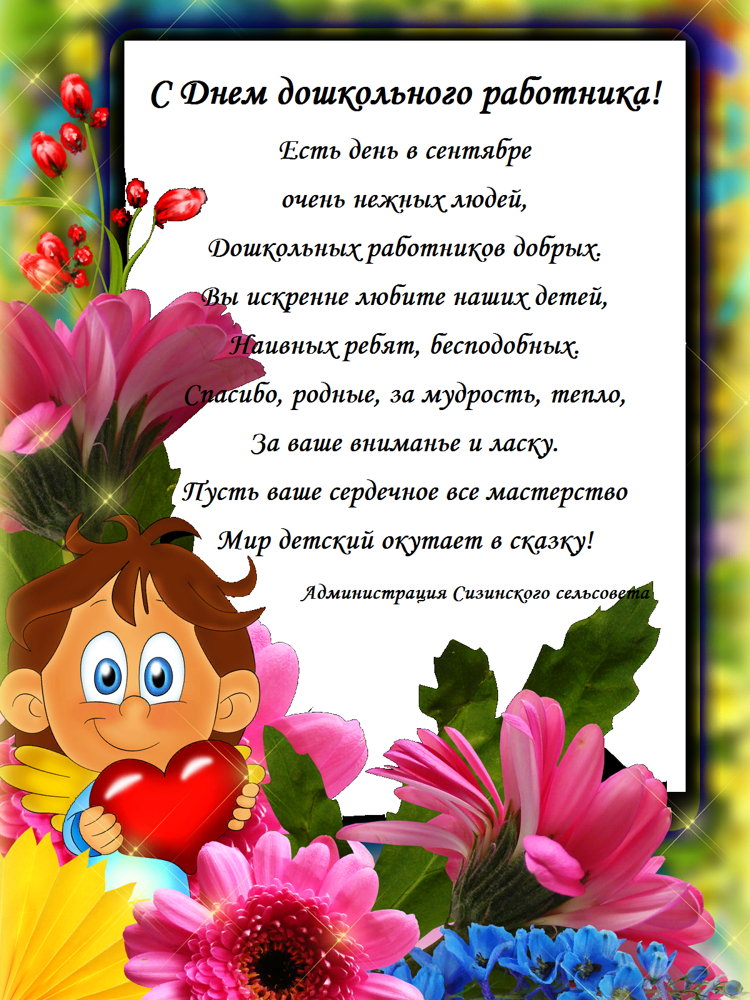 С Днем дошкольного работника!
Есть день в сентябре
очень нежных людей,
Дошкольных работников добрых.
Вы искренне любите наших детей,
Наивных ребят, бесподобных.
Спасибо, родные, за мудрость, тепло,
За ваше вниманье и ласку.
Пусть ваше сердечное все мастерство
Мир детский окутает в сказку!
Администрация Сизинского сельсовета